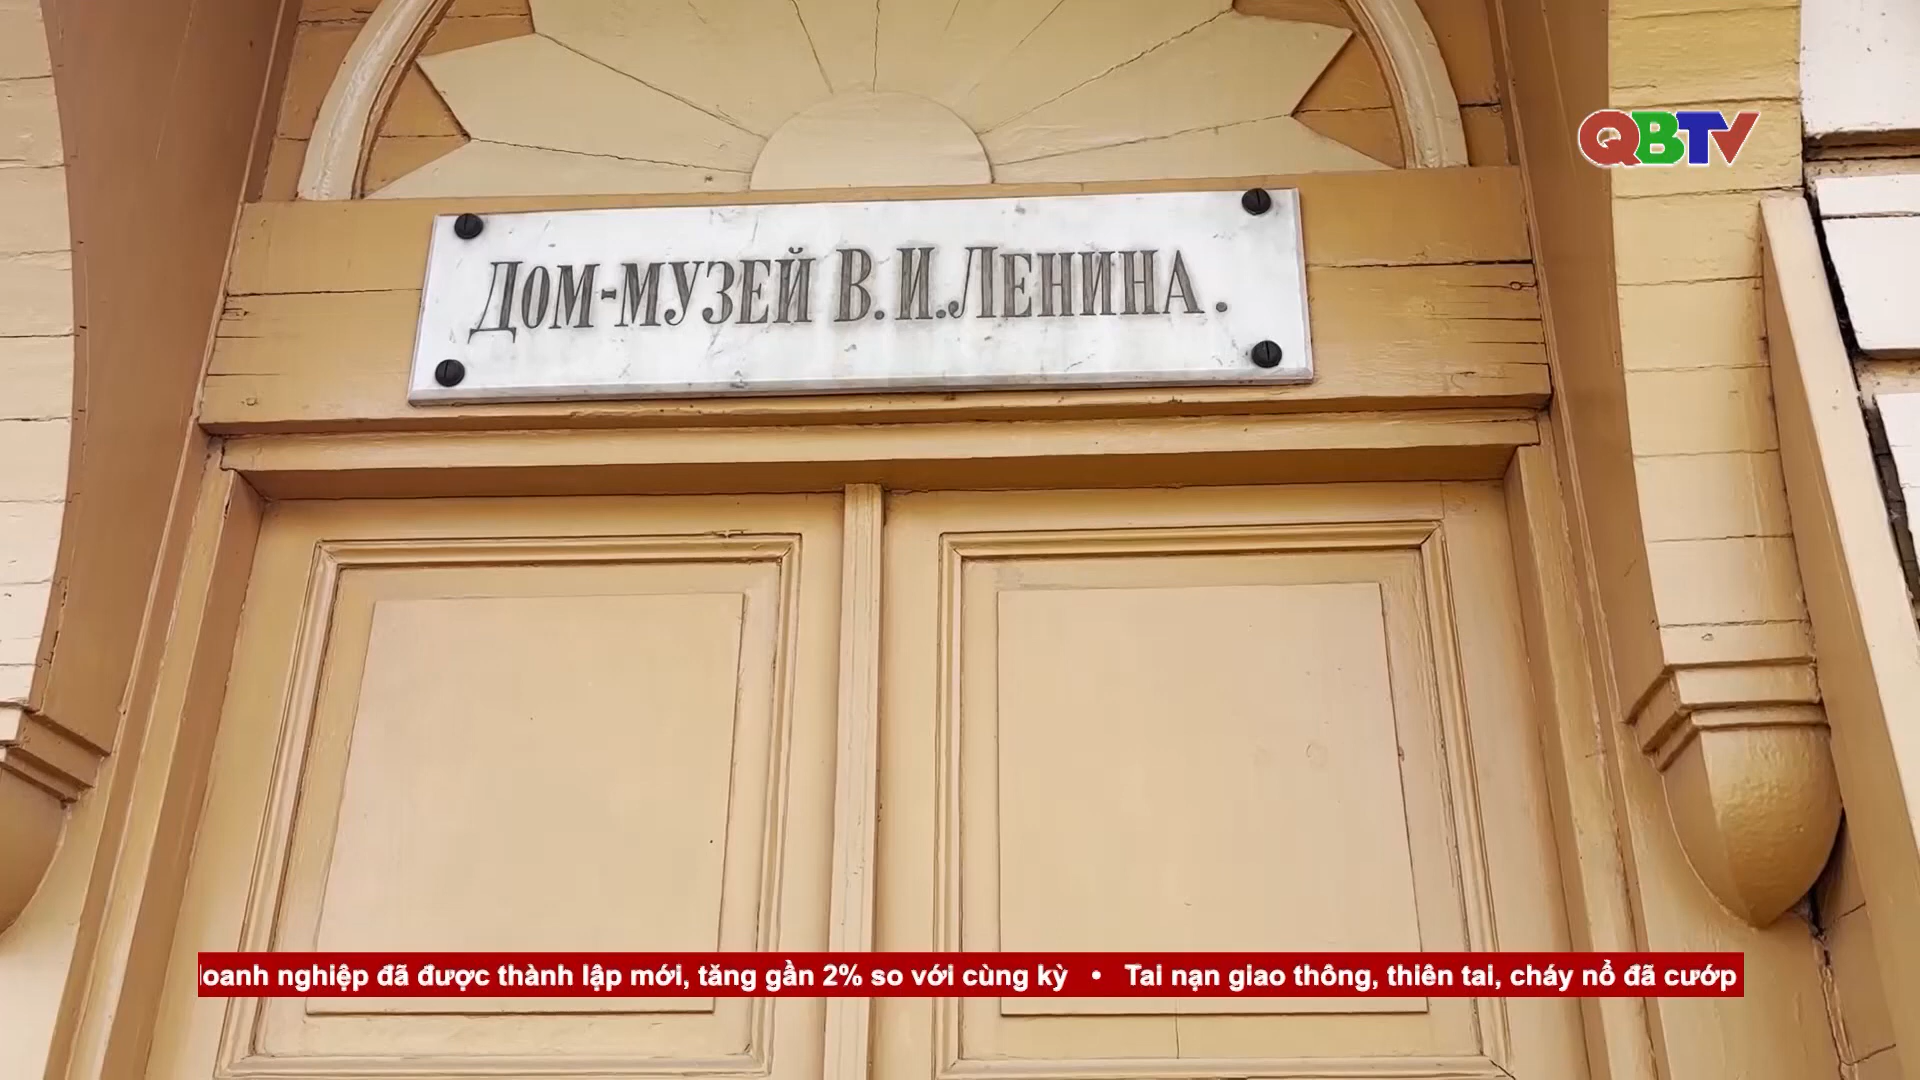 QBTV
ДОМ-МУЗЕЙ В. И. ЛЕНИНА.
nghiệp đã được thành lập mới, tăng gần 2% so với cùng kỳ • Tai nạn giao thông, thiên tai, cháy nổ đã cướp